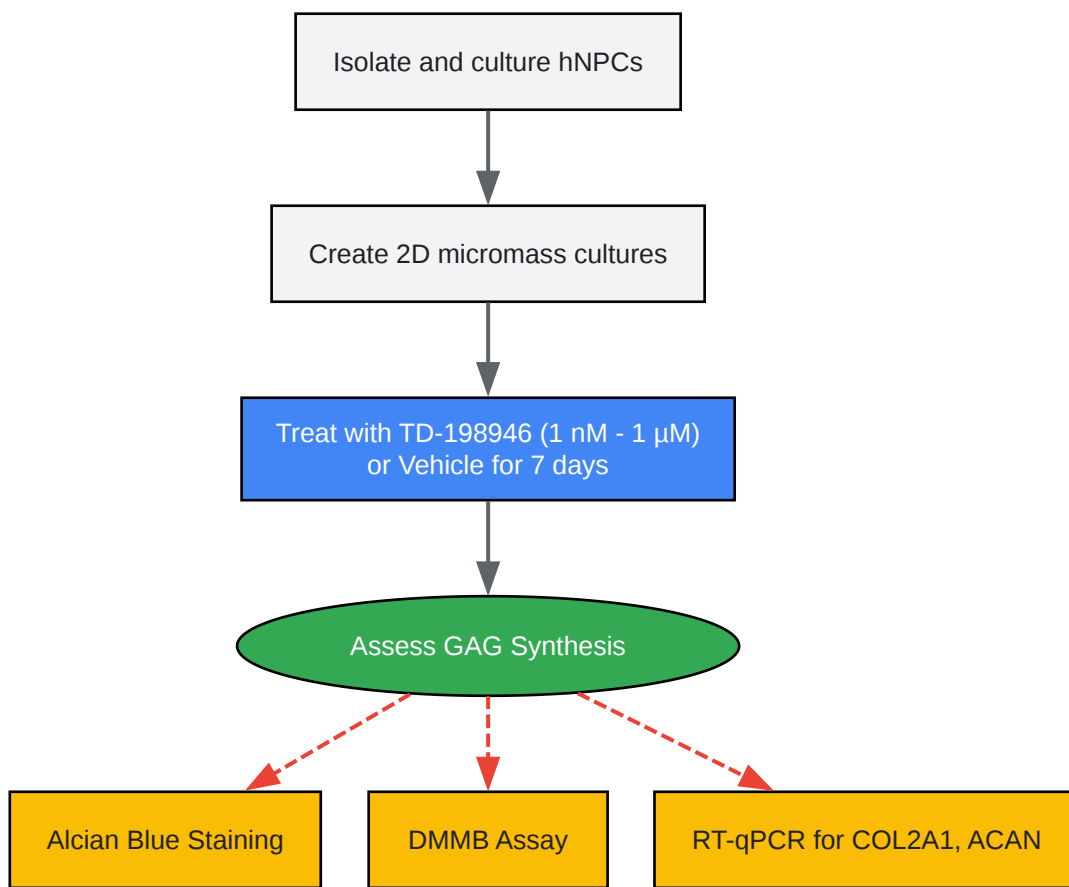 Isolate and culture hNPCs
Create 2D micromass cultures
Treat with TD-198946 (1 nM - 1 µM)
or Vehicle for 7 days
Assess GAG Synthesis
Alcian Blue Staining
DMMB Assay
RT-qPCR for COL2A1, ACAN